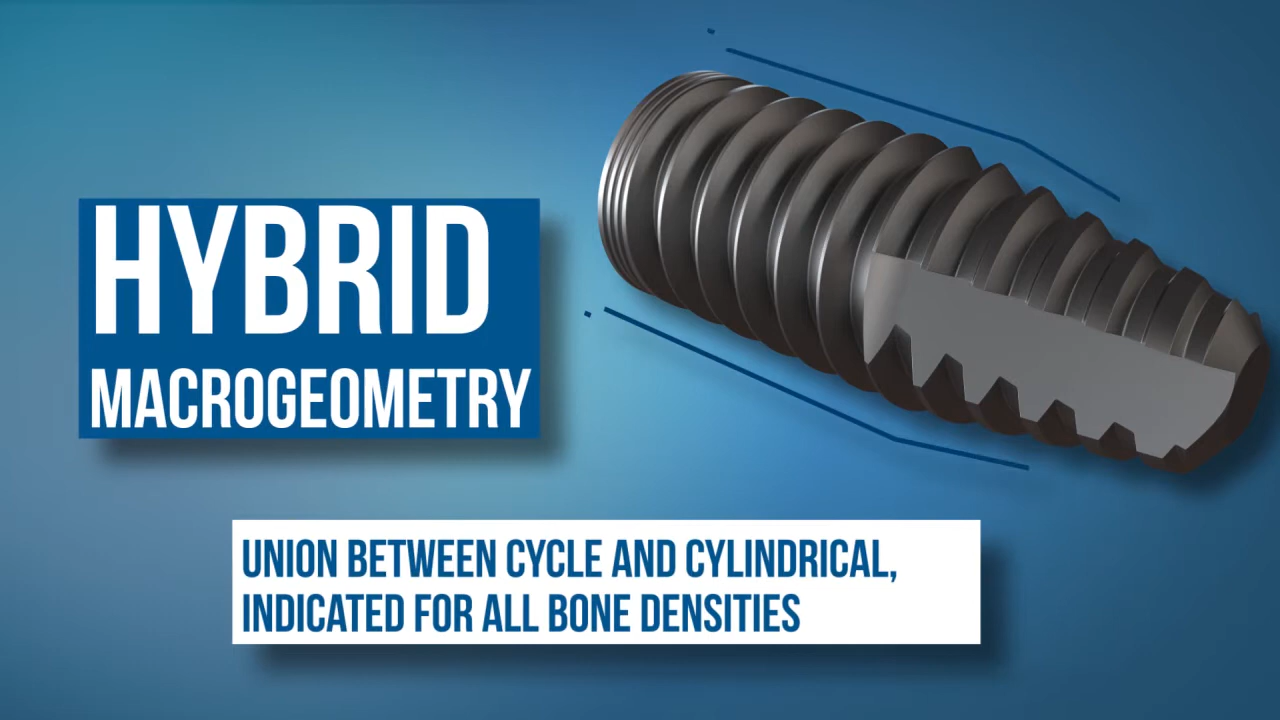 HYBRID
MACROGEOMETRY
UNION BETWEEN CYCLE AND CYLINDRICAL,
INDICATED FOR ALL BONE DENSITIES